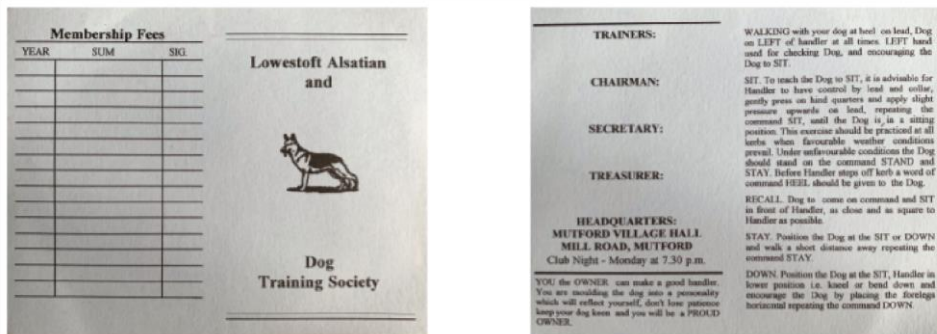 Membership Fees
YEAR SUM SIG.
Lowestoft Alsatian
and
Dog
Training Society
TRAINERS:
CHAIRMAN:
SECRETARY:
TREASURER:
HEADQUARTERS:
MUTFORD VILLAGE HALL
MILL ROAD, MUTFORD
Club Night - Monday at 7.30 p.m.
YOU the OWNER can make a good handler.
You are moulding the dog into a personality
which will reflect yourself, don't lose patience
keep your dog keen and you will be a PROUD
OWNER.
WALKING with your dog at heel on lead, Dog
on LEFT of handler at all times. LEFT hand
used for checking Dog, and encouraging the
Dog to SIT.
SIT. To teach the Dog to SIT, it is advisable for
Handler to have control by lead and collar,
gently press on hind quarters and apply slight
pressure upwards on lead, repeating the
command SIT, until the Dog is in a sitting
position. This exercise should be practiced at all
kerbs when favourable weather conditions
prevail. Under unfavourable conditions the Dog
should stand on the command STAND and
STAY. Before Handler steps off kerb a word of
command HEEL should be given to the Dog.
RECALL. Dog to come on command and SIT
in front of Handler, as close and as square to
Handler as possible.
STAY. Position the Dog at the SIT or DOWN
and walk a short distance away repeating the
command STAY.
DOWN. Position the Dog at the SIT, Handler in
lower position i.e. kneel or bend down and
encourage the Dog by placing the forelegs
horizontal repeating the command DOWN.